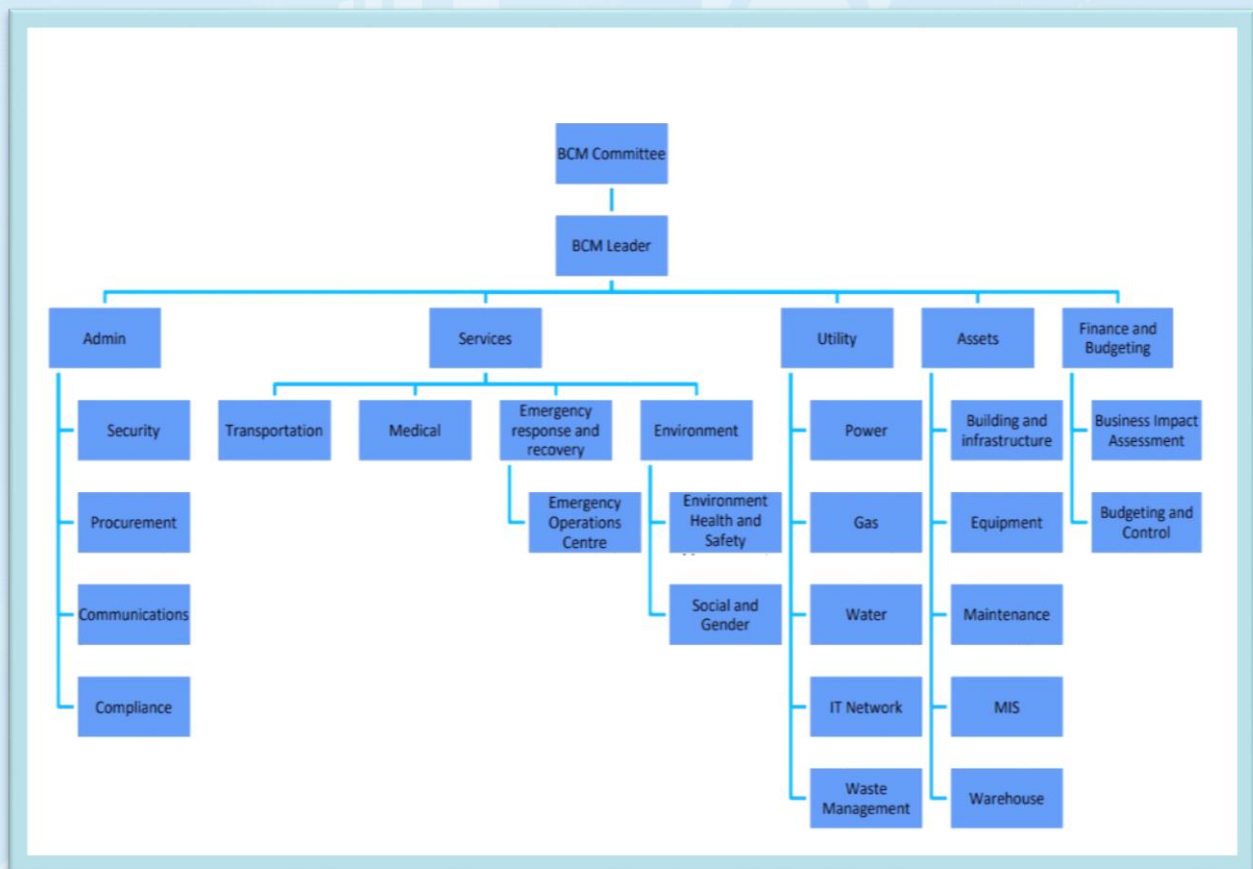 BCM Committee
BCM Leader
Admin
Services
Utility
Assets
Finance and
Budgeting
Security
Transportation
Medical
Emergency
response and
recovery
Environment
Power
Building and
infrastructure
Business Impact
Assessment
Procurement
Emergency
Operations
Centre
Environment
Health and
Safety
Gas
Equipment
Budgeting and
Control
Communications
Social and
Gender
Water
Maintenance
Compliance
IT Network
MIS
Waste
Management
Warehouse